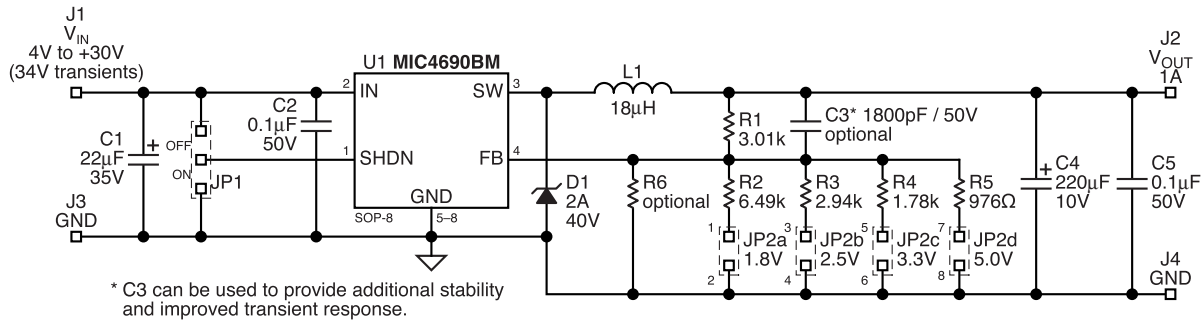 J1
VIN
4V to +30V
(34V transients)
U1 MIC4690BM
2
IN
SW
3
1
SHDN
FB
4
GND
SOP-8
5–8
L1
18µH
J2
VOUT
1A
C1
22µF
35V
+
OFF
ON
JP1
C2
0.1µF
50V
J3
GND
D1
2A
40V
R1
3.01k
C3* 1800pF / 50V
optional
R6
optional
R2
6.49k
R3
2.94k
R4
1.78k
R5
976Ω
1
JP2a
1.8V
2
3
JP2b
2.5V
4
5
JP2c
3.3V
6
7
JP2d
5.0V
8
+
C4
220µF
10V
C5
0.1µF
50V
J4
GND
* C3 can be used to provide additional stability
and improved transient response.